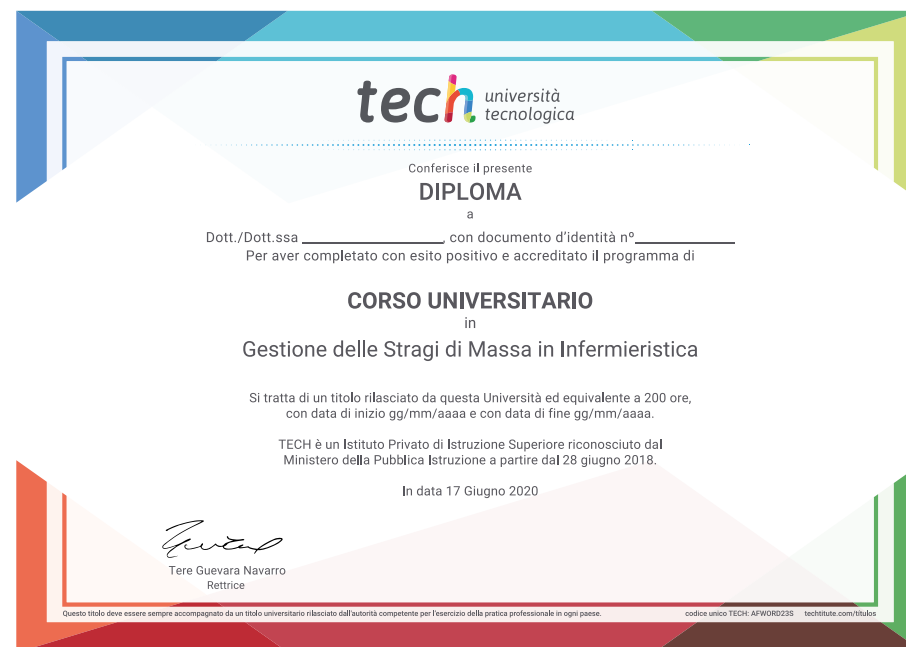 tech università
tecnologica
Conferisce il presente
DIPLOMA
a
Dott./Dott.ssa ________________, con documento d'identità nº____________
Per aver completato con esito positivo e accreditato il programma di
CORSO UNIVERSITARIO
in
Gestione delle Stragi di Massa in Infermieristica
Si tratta di un titolo rilasciato da questa Università ed equivalente a 200 ore,
con data di inizio gg/mm/aaaa e con data di fine gg/mm/aaaa.
TECH è un Istituto Privato di Istruzione Superiore riconosciuto dal
Ministero della Pubblica Istruzione a partire dal 28 giugno 2018.
In data 17 Giugno 2020
Tere Guevara Navarro
Rettrice
Questo titolo deve essere sempre accompagnato da un titolo universitario rilasciato dall'autorità competente per l'esercizio della pratica professionale in ogni paese. codice unico TECH: AFWORD23S techtitute.com/títulos